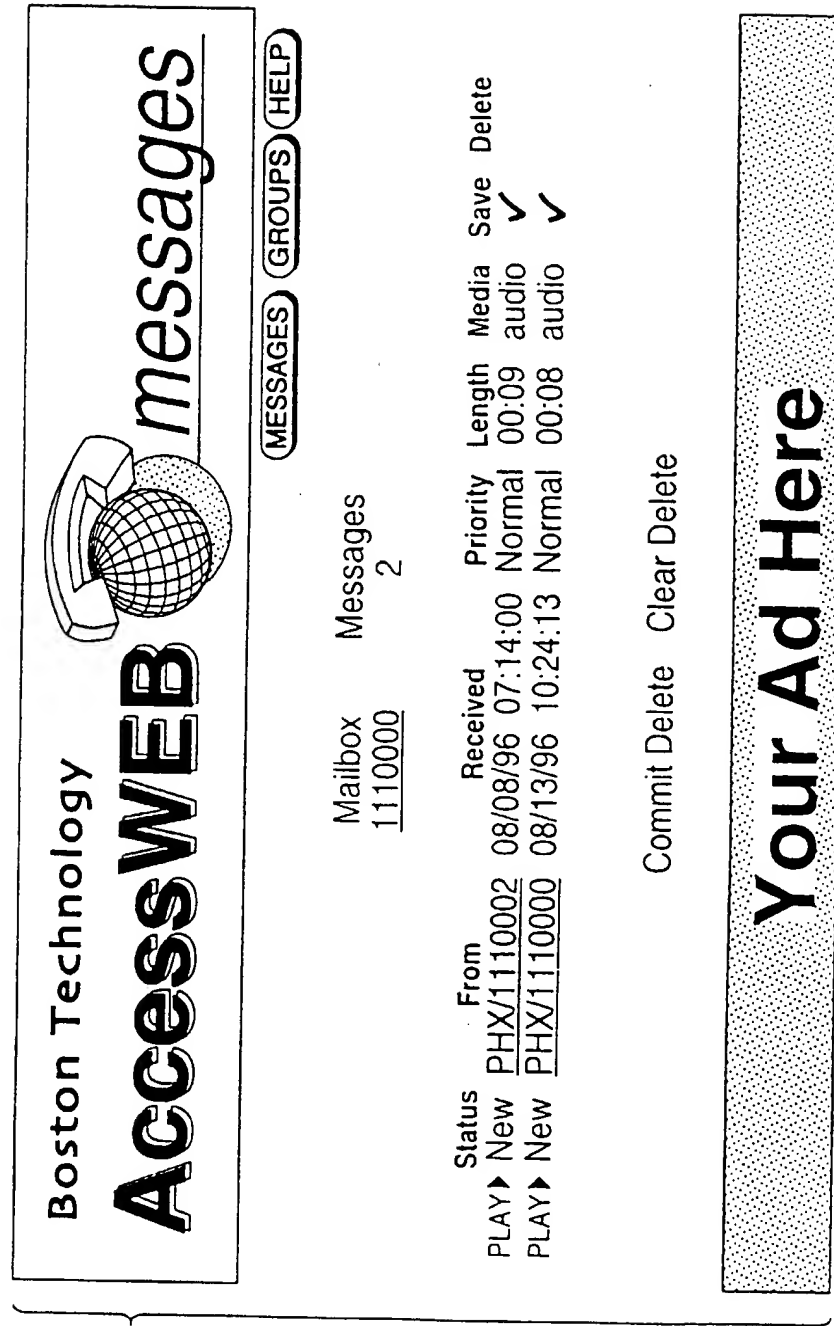 Boston Technology
AccessWEB messages
MESSAGES GROUPS HELP
Mailbox Messages
1110000 2
Status From Received Priority Length Media Save Delete
PLAY New PHX/1110002 08/08/96 07:14:00 Normal 00:09 audio ✓
PLAY New PHX/1110000 08/13/96 10:24:13 Normal 00:08 audio ✓
Commit Delete Clear Delete
Your Ad Here